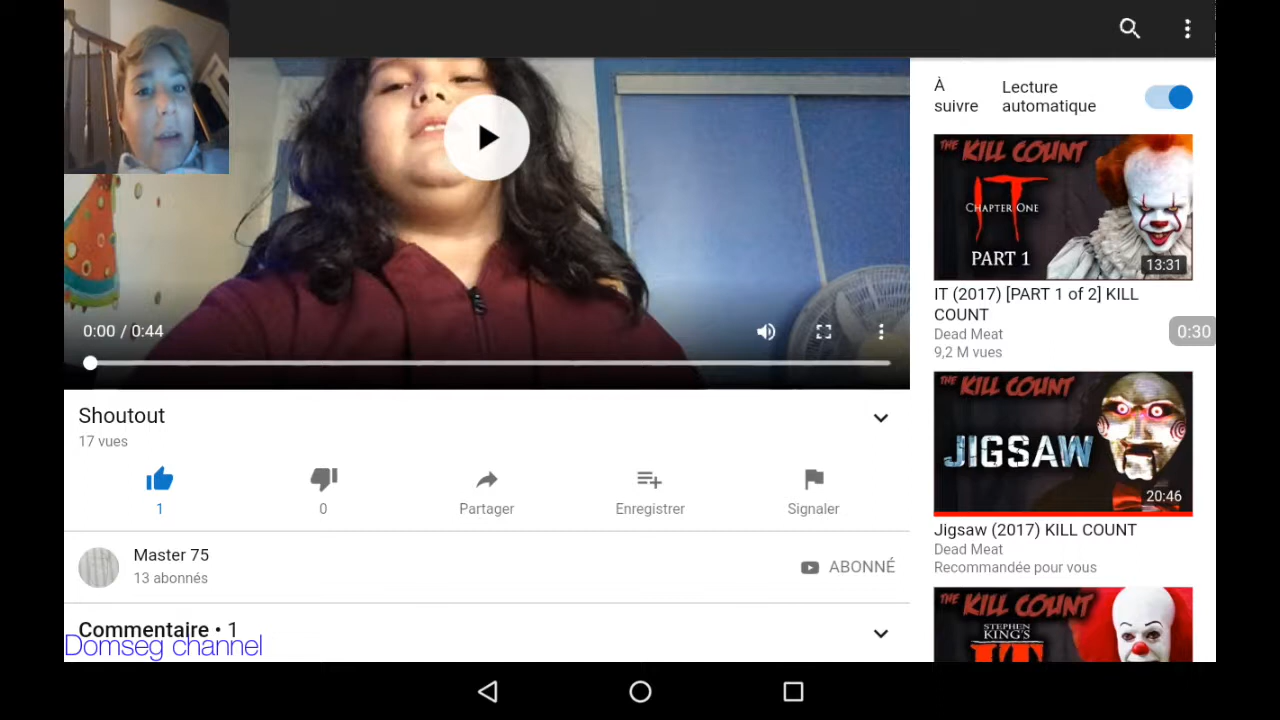 0:00 / 0:44
Shoutout
17 vues
1
0
Partager
Enregistrer
Signaler
Master 75
13 abonnés
ABONNÉ
Commentaire • 1
Domseg channel
À suivre
Lecture automatique
THE KILL COUNT
IT
CHAPTER ONE
PART 1
13:31
IT (2017) [PART 1 of 2] KILL
COUNT
Dead Meat
9,2 M vues
0:30
THE KILL COUNT
JIGSAW
20:46
Jigsaw (2017) KILL COUNT
Dead Meat
Recommandée pour vous
THE KILL COUNT
STEPHEN
KING'S
IT